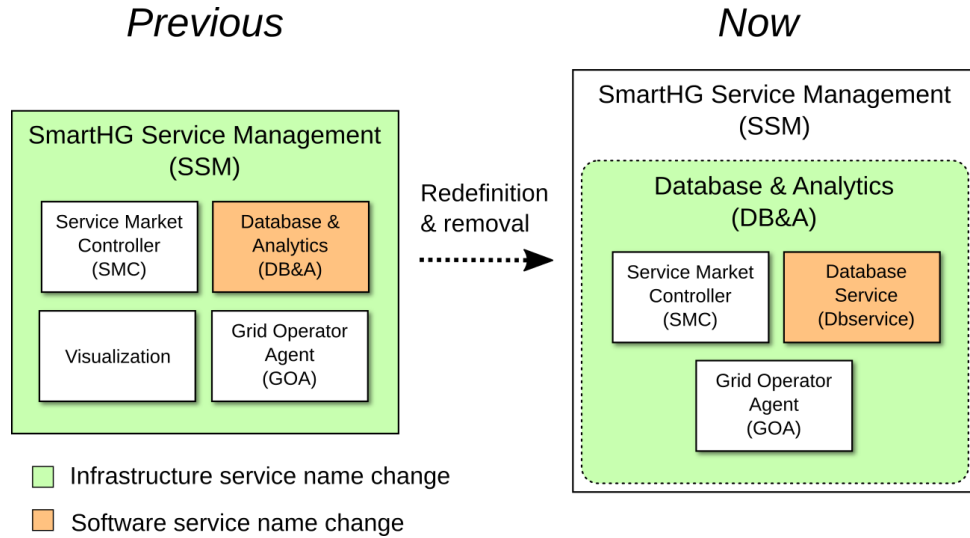 Previous
Now
SmartHG Service Management
(SSM)
Service Market
Controller
(SMC)
Database &
Analytics
(DB&A)
Visualization
Grid Operator
Agent
(GOA)
Redefinition
& removal
SmartHG Service Management
(SSM)
Database & Analytics
(DB&A)
Service Market
Controller
(SMC)
Database
Service
(Dbservice)
Grid Operator
Agent
(GOA)
Infrastructure service name change
Software service name change